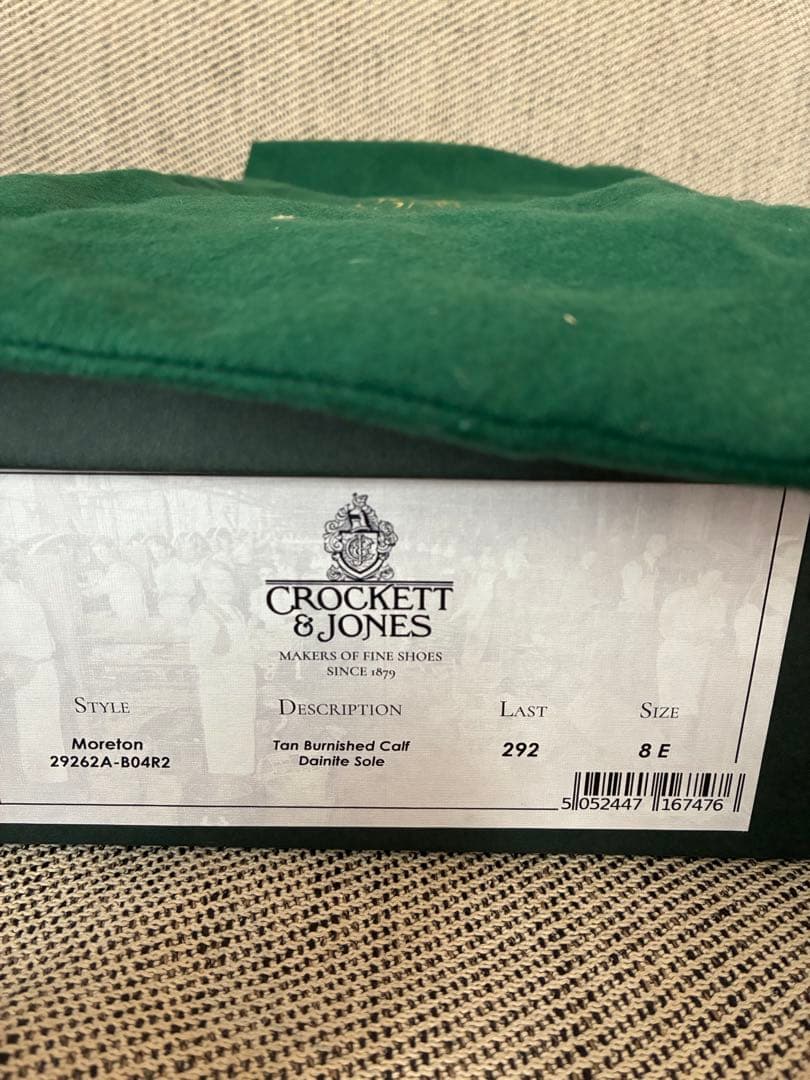 CROCKETT
& JONES
MAKERS OF FINE SHOES
SINCE 1879
STYLE DESCRIPTION LAST SIZE
Moreton Tan Burnished Calf 292 8 E
29262A-B04R2 Dainite Sole
5 052447 167476